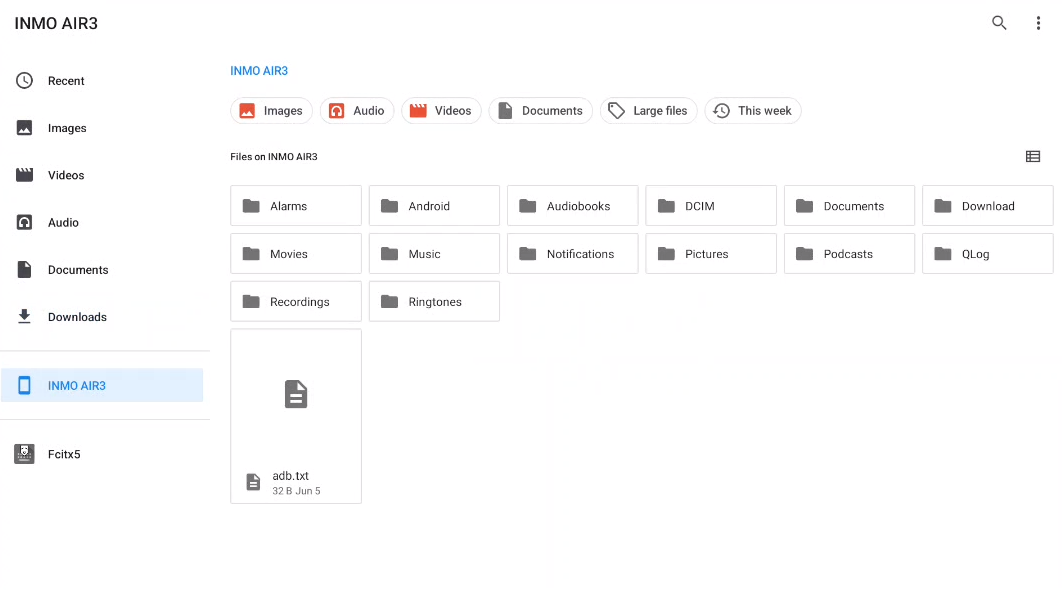 INMO AIR3
Recent
Images
Videos
Audio
Documents
Downloads
INMO AIR3
Fcitx5
INMO AIR3
Images
Audio
Videos
Documents
Large files
This week
Files on INMO AIR3
Alarms
Android
Audiobooks
DCIM
Documents
Download
Movies
Music
Notifications
Pictures
Podcasts
QLog
Recordings
Ringtones
adb.txt
32 B Jun 5